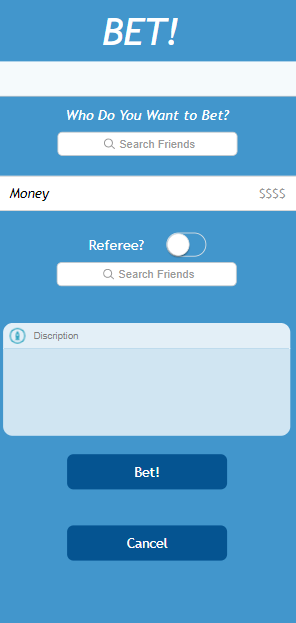 BET!
Who Do You Want to Bet?
Search Friends
Money $$$$
Referee?
Search Friends
Discription
Bet!
Cancel